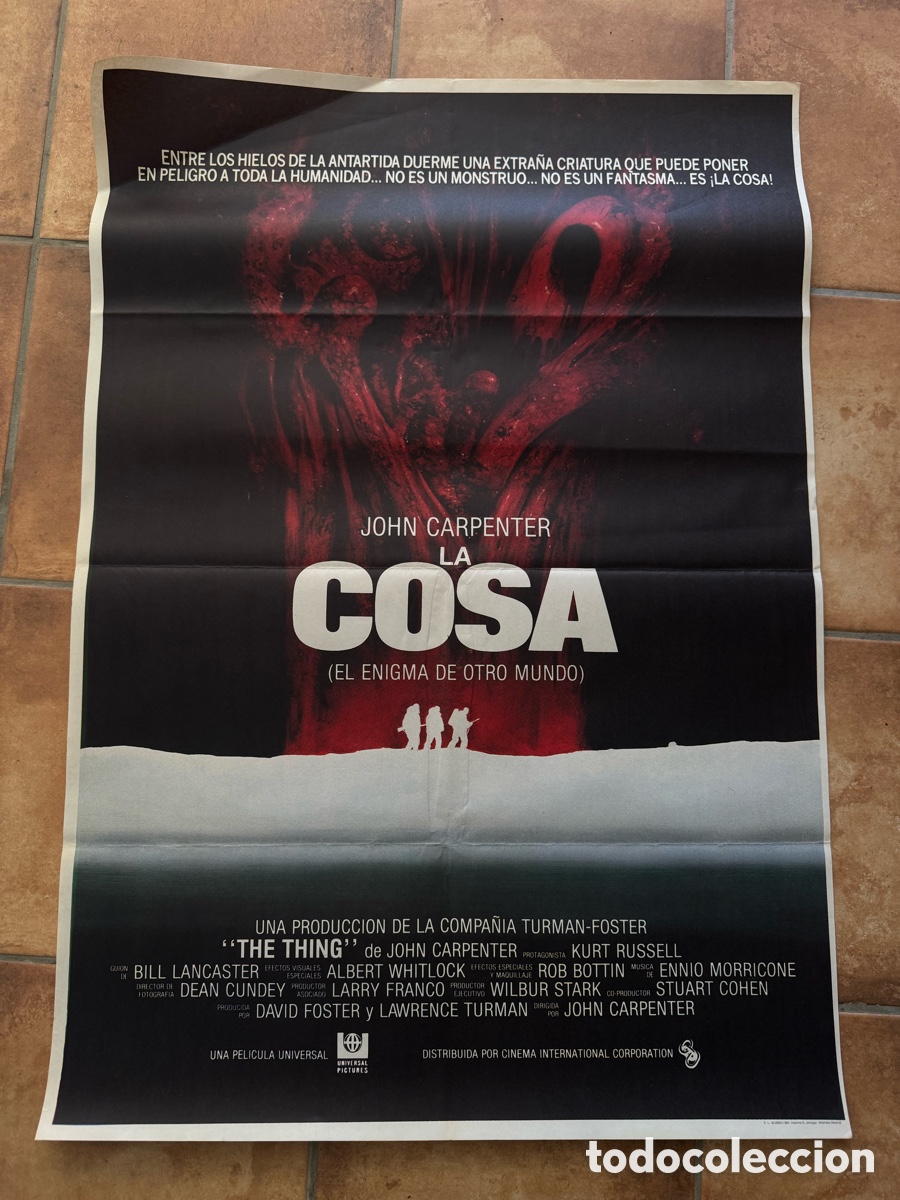 ENTRE LOS HIELOS DE LA ANTARTIDA DUERME UNA EXTRAÑA CRIATURA QUE PUEDE PONER
EN PELIGRO A TODA LA HUMANIDAD... NO ES UN MONSTRUO... NO ES UN FANTASMA... ES ¡LA COSA!
JOHN CARPENTER
LA
COSA
(EL ENIGMA DE OTRO MUNDO)
UNA PRODUCCION DE LA COMPAÑIA TURMAN-FOSTER
“THE THING” de JOHN CARPENTER PROTAGONISTA KURT RUSSELL
GUION DE BILL LANCASTER EFECTOS VISUALES ESPECIALES ALBERT WHITLOCK EFECTOS ESPECIALES Y MAQUILLAJE ROB BOTTIN MUSICA DE ENNIO MORRICONE
DIRECTOR DE FOTOGRAFIA DEAN CUNDEY PRODUCTOR ASOCIADO LARRY FRANCO PRODUCTOR EJECUTIVO WILBUR STARK CO-PRODUCTOR STUART COHEN
PRODUCIDA POR DAVID FOSTER y LAWRENCE TURMAN DIRIGIDA POR JOHN CARPENTER
UNA PELICULA UNIVERSAL UNIVERSAL PICTURES DISTRIBUIDA POR CINEMA INTERNATIONAL CORPORATION
todocoleccion